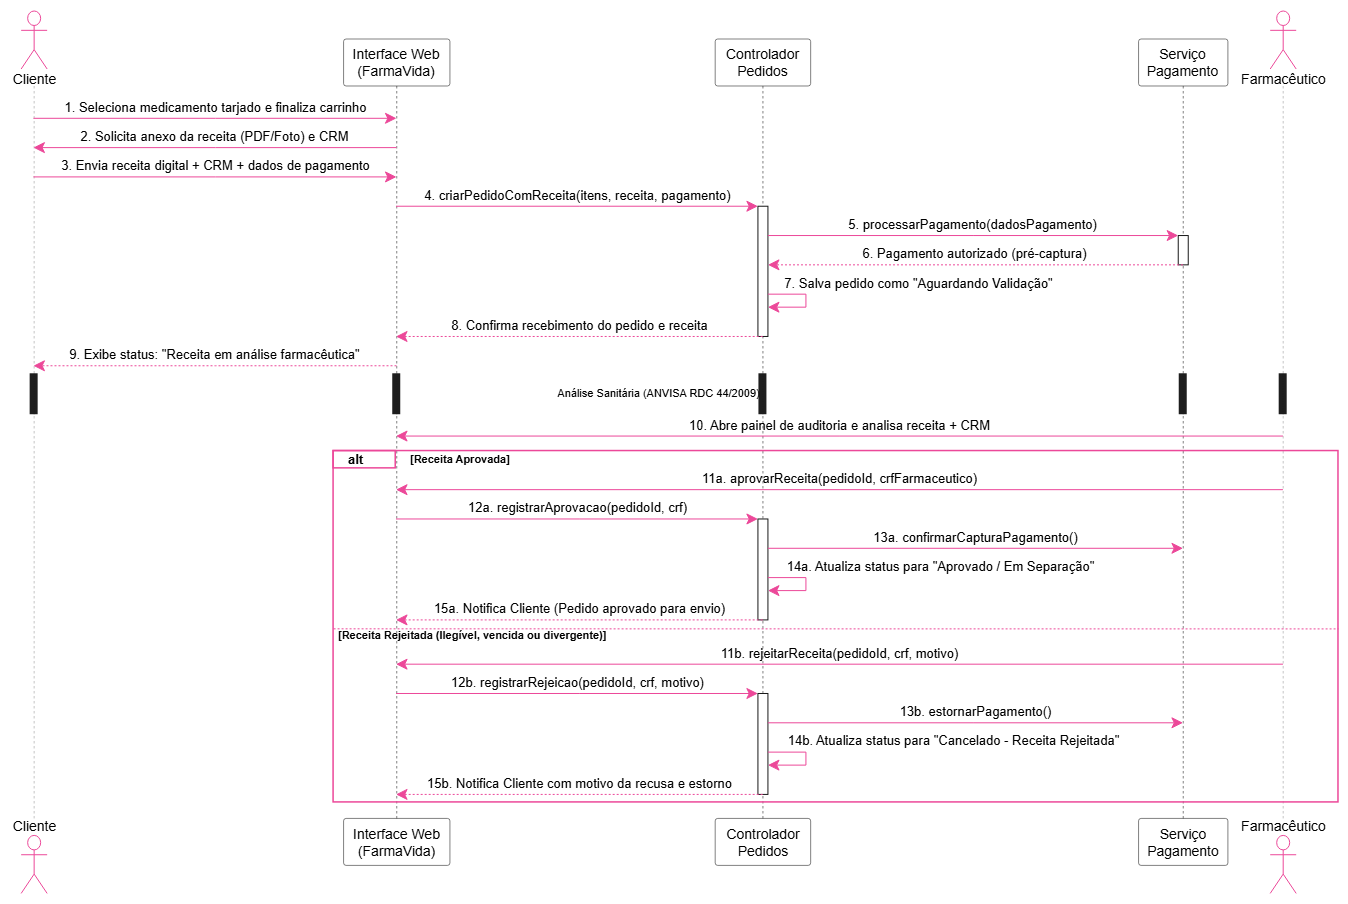 Cliente
Interface Web
(FarmaVida)
Controlador
Pedidos
Serviço
Pagamento
Farmacêutico
1. Seleciona medicamento tarjado e finaliza carrinho
2. Solicita anexo da receita (PDF/Foto) e CRM
3. Envia receita digital + CRM + dados de pagamento
4. criarPedidoComReceita(itens, receita, pagamento)
5. processarPagamento(dadosPagamento)
6. Pagamento autorizado (pré-captura)
7. Salva pedido como "Aguardando Validação"
8. Confirma recebimento do pedido e receita
9. Exibe status: "Receita em análise farmacêutica"
Análise Sanitária (ANVISA RDC 44/2009)
10. Abre painel de auditoria e analisa receita + CRM
alt
[Receita Aprovada]
11a. aprovarReceita(pedidoId, crfFarmaceutico)
12a. registrarAprovacao(pedidoId, crf)
13a. confirmarCapturaPagamento()
14a. Atualiza status para "Aprovado / Em Separação"
15a. Notifica Cliente (Pedido aprovado para envio)
[Receita Rejeitada (Ilegível, vencida ou divergente)]
11b. rejeitarReceita(pedidoId, crf, motivo)
12b. registrarRejeicao(pedidoId, crf, motivo)
13b. estornarPagamento()
14b. Atualiza status para "Cancelado - Receita Rejeitada"
15b. Notifica Cliente com motivo da recusa e estorno
Cliente
Interface Web
(FarmaVida)
Controlador
Pedidos
Serviço
Pagamento
Farmacêutico